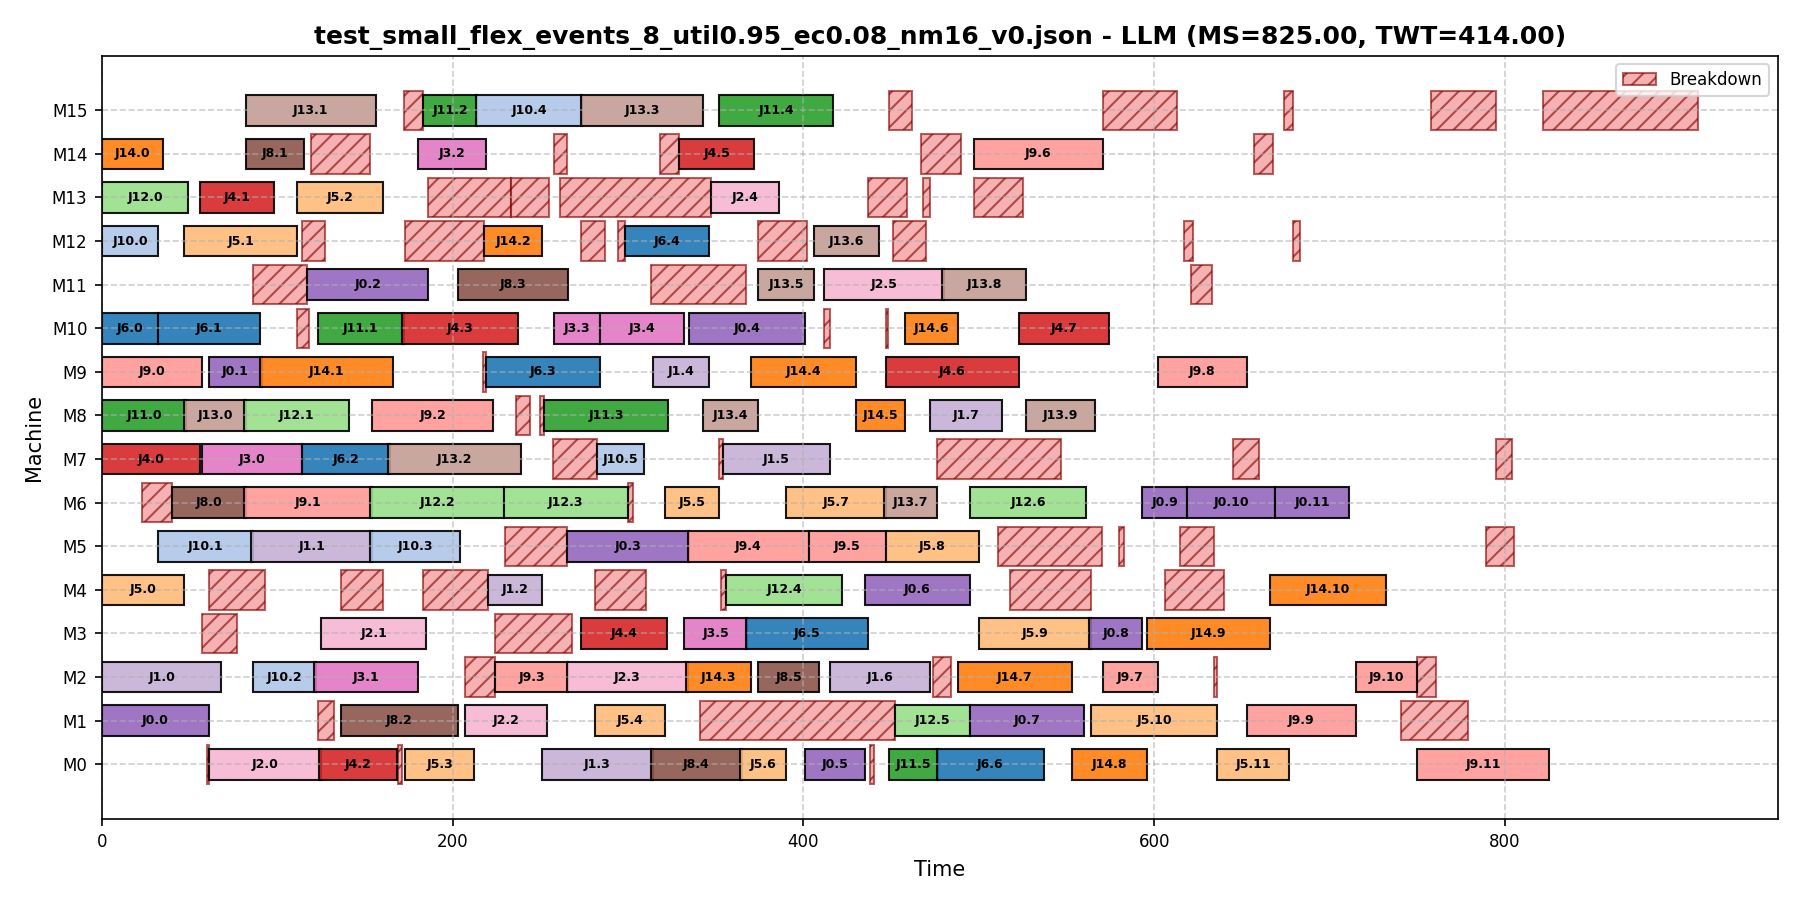 test_small_flex_events_8_util0.95_ec0.08_nm16_v0.json - LLM (MS=825.00, TWT=414.00)
Breakdown
M15 J13.1 J11.2 J10.4 J13.3 J11.4
M14 J14.0 J8.1 J3.2 J4.5 J9.6
M13 J12.0 J4.1 J5.2 J2.4
M12 J10.0 J5.1 J14.2 J6.4 J13.6
M11 J0.2 J8.3 J13.5 J2.5 J13.8
M10 J6.0 J6.1 J11.1 J4.3 J3.3 J3.4 J0.4 J14.6 J4.7
M9 J9.0 J0.1 J14.1 J6.3 J1.4 J14.4 J4.6 J9.8
M8 J11.0 J13.0 J12.1 J9.2 J11.3 J13.4 J14.5 J1.7 J13.9
M7 J4.0 J3.0 J6.2 J13.2 J10.5 J1.5
M6 J8.0 J9.1 J12.2 J12.3 J5.5 J5.7 J13.7 J12.6 J0.9 J0.10 J0.11
M5 J10.1 J1.1 J10.3 J0.3 J9.4 J9.5 J5.8
M4 J5.0 J1.2 J12.4 J0.6 J14.10
M3 J2.1 J4.4 J3.5 J6.5 J5.9 J0.8 J14.9
M2 J1.0 J10.2 J3.1 J9.3 J2.3 J14.3 J8.5 J1.6 J14.7 J9.7 J9.10
M1 J0.0 J8.2 J2.2 J5.4 J12.5 J0.7 J5.10 J9.9
M0 J2.0 J4.2 J5.3 J1.3 J8.4 J5.6 J0.5 J11.5 J6.6 J14.8 J5.11 J9.11
Machine
0 200 400 600 800
Time